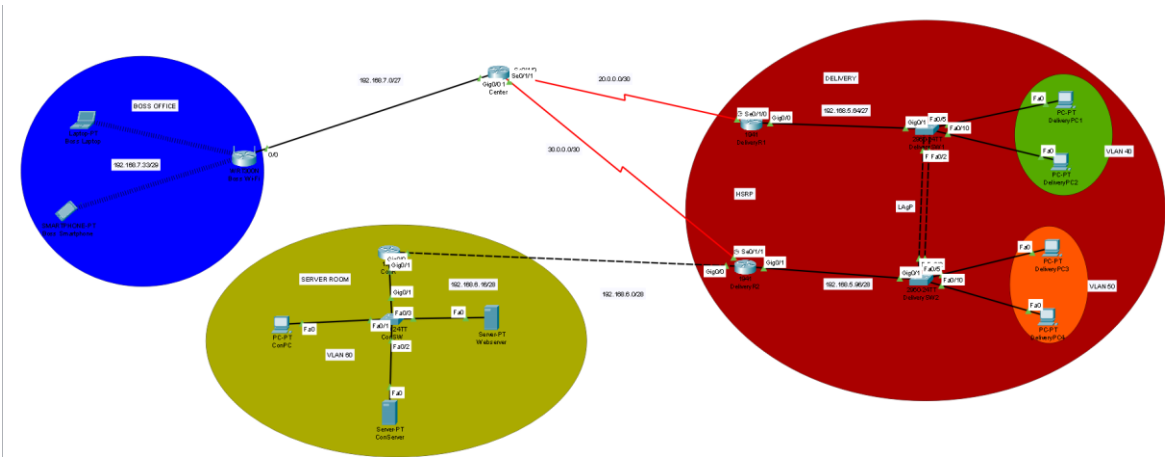 BOSS OFFICE
192.168.7.33/29
192.168.7.0/27
Gig0/0
Se0/1/1
Center
20.0.0.0/30
30.0.0.0/30
DELIVERY
Se0/1/0
Gig0/0
192.168.5.64/27
Gig0/1
Fa0/5
Fa0/10
Fa0/2
Fa0
PC-PT
DeliveryPC1
Fa0
PC-PT
DeliveryPC2
VLAN 40
HSRP
LAgP
Se0/1/1
Gig0/0
Gig0/1
192.168.5.96/28
Gig0/1
Fa0/5
Fa0/10
Fa0
PC-PT
DeliveryPC3
Fa0
PC-PT
VLAN 50
192.168.6.0/28
SERVER ROOM
Gig0/1
192.168.6.16/28
Gig0/1
PC-PT
ConPC
Fa0
Fa0/1
Fa0/3
ConSW
Fa0
Server-PT
Webserver
VLAN 60
Fa0/2
Fa0
Server-PT
ConServer